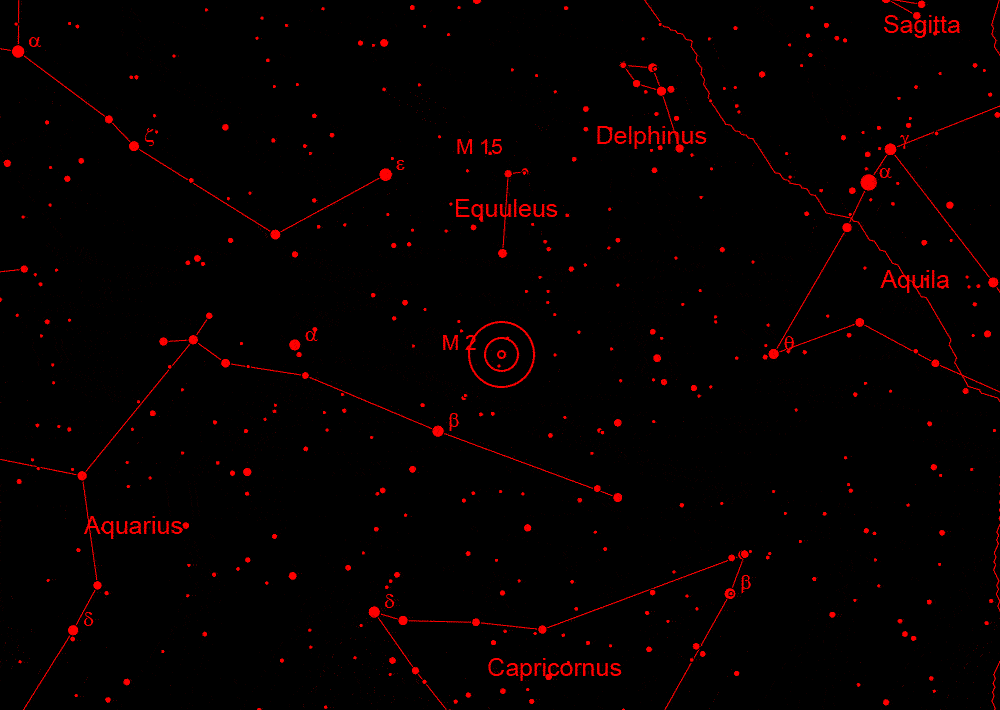 Sagitta
α
ζ
Delphinus
M 15
γ
ε
α
Equuleus
Aquila
α
M 2
θ
β
Aquarius
β
δ
δ
Capricornus